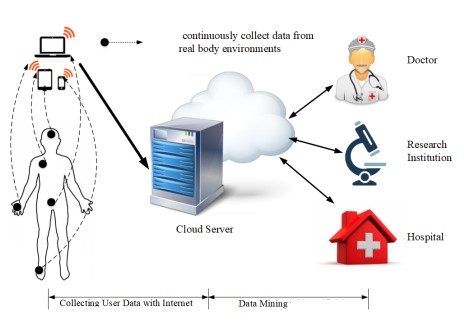 continuously collect data from
real body environments
Doctor
Research
Institution
Cloud Server
Hospital
Collecting User Data with Internet
Data Mining